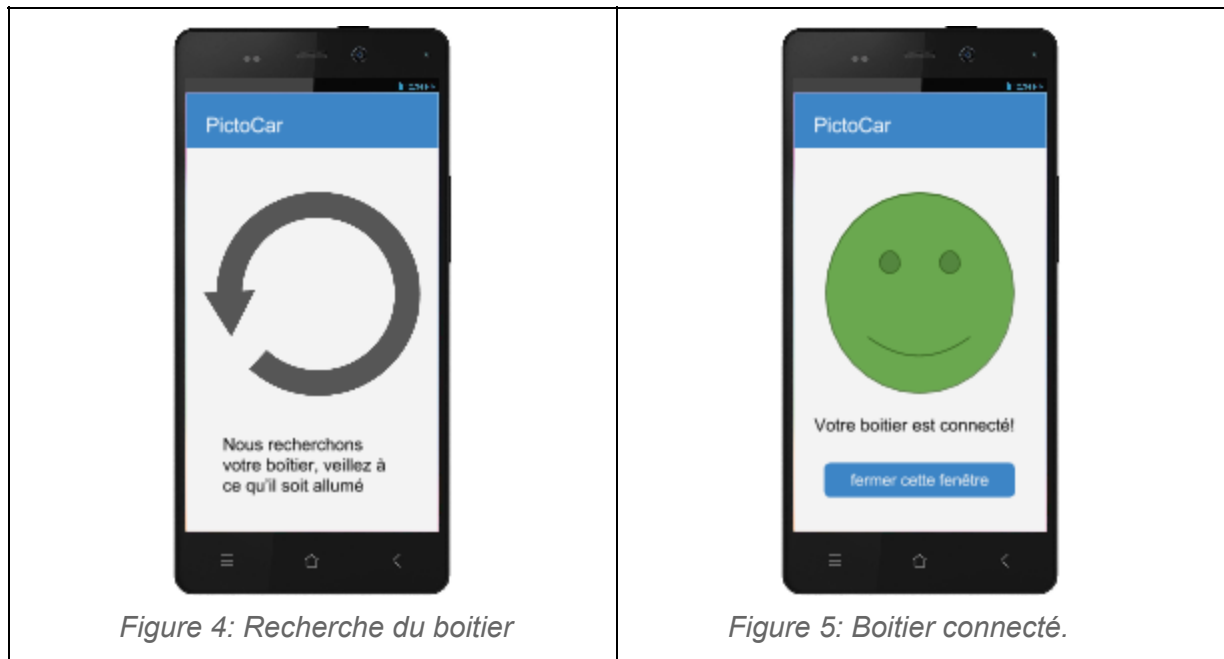 PictoCar
Nous recherchons
votre boîtier, veillez à
ce qu'il soit allumé
Figure 4: Recherche du boitier
PictoCar
Votre boitier est connecté!
fermer cette fenêtre
Figure 5: Boitier connecté.